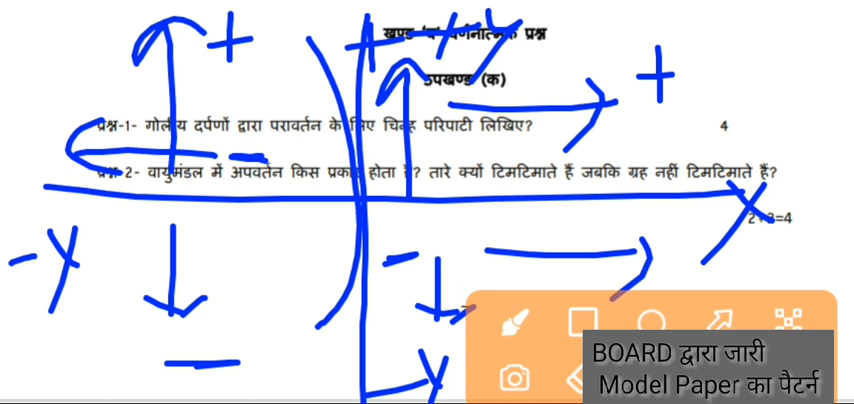 खण्ड 'ब' वर्णनात्मक प्रश्न
+ + y
उपखण्ड (क)
+
+
प्रश्न-1- गोलीय दर्पणों द्वारा परावर्तन के लिए चिन्ह परिपाटी लिखिए? 4
-
प्रश्न-2- वायुमंडल में अपवर्तन किस प्रकार होता है? तारे क्यों टिमटिमाते हैं जबकि ग्रह नहीं टिमटिमाते हैं?
x
2+2=4
-y
-
-
-y
BOARD द्वारा जारी
Model Paper का पैटर्न